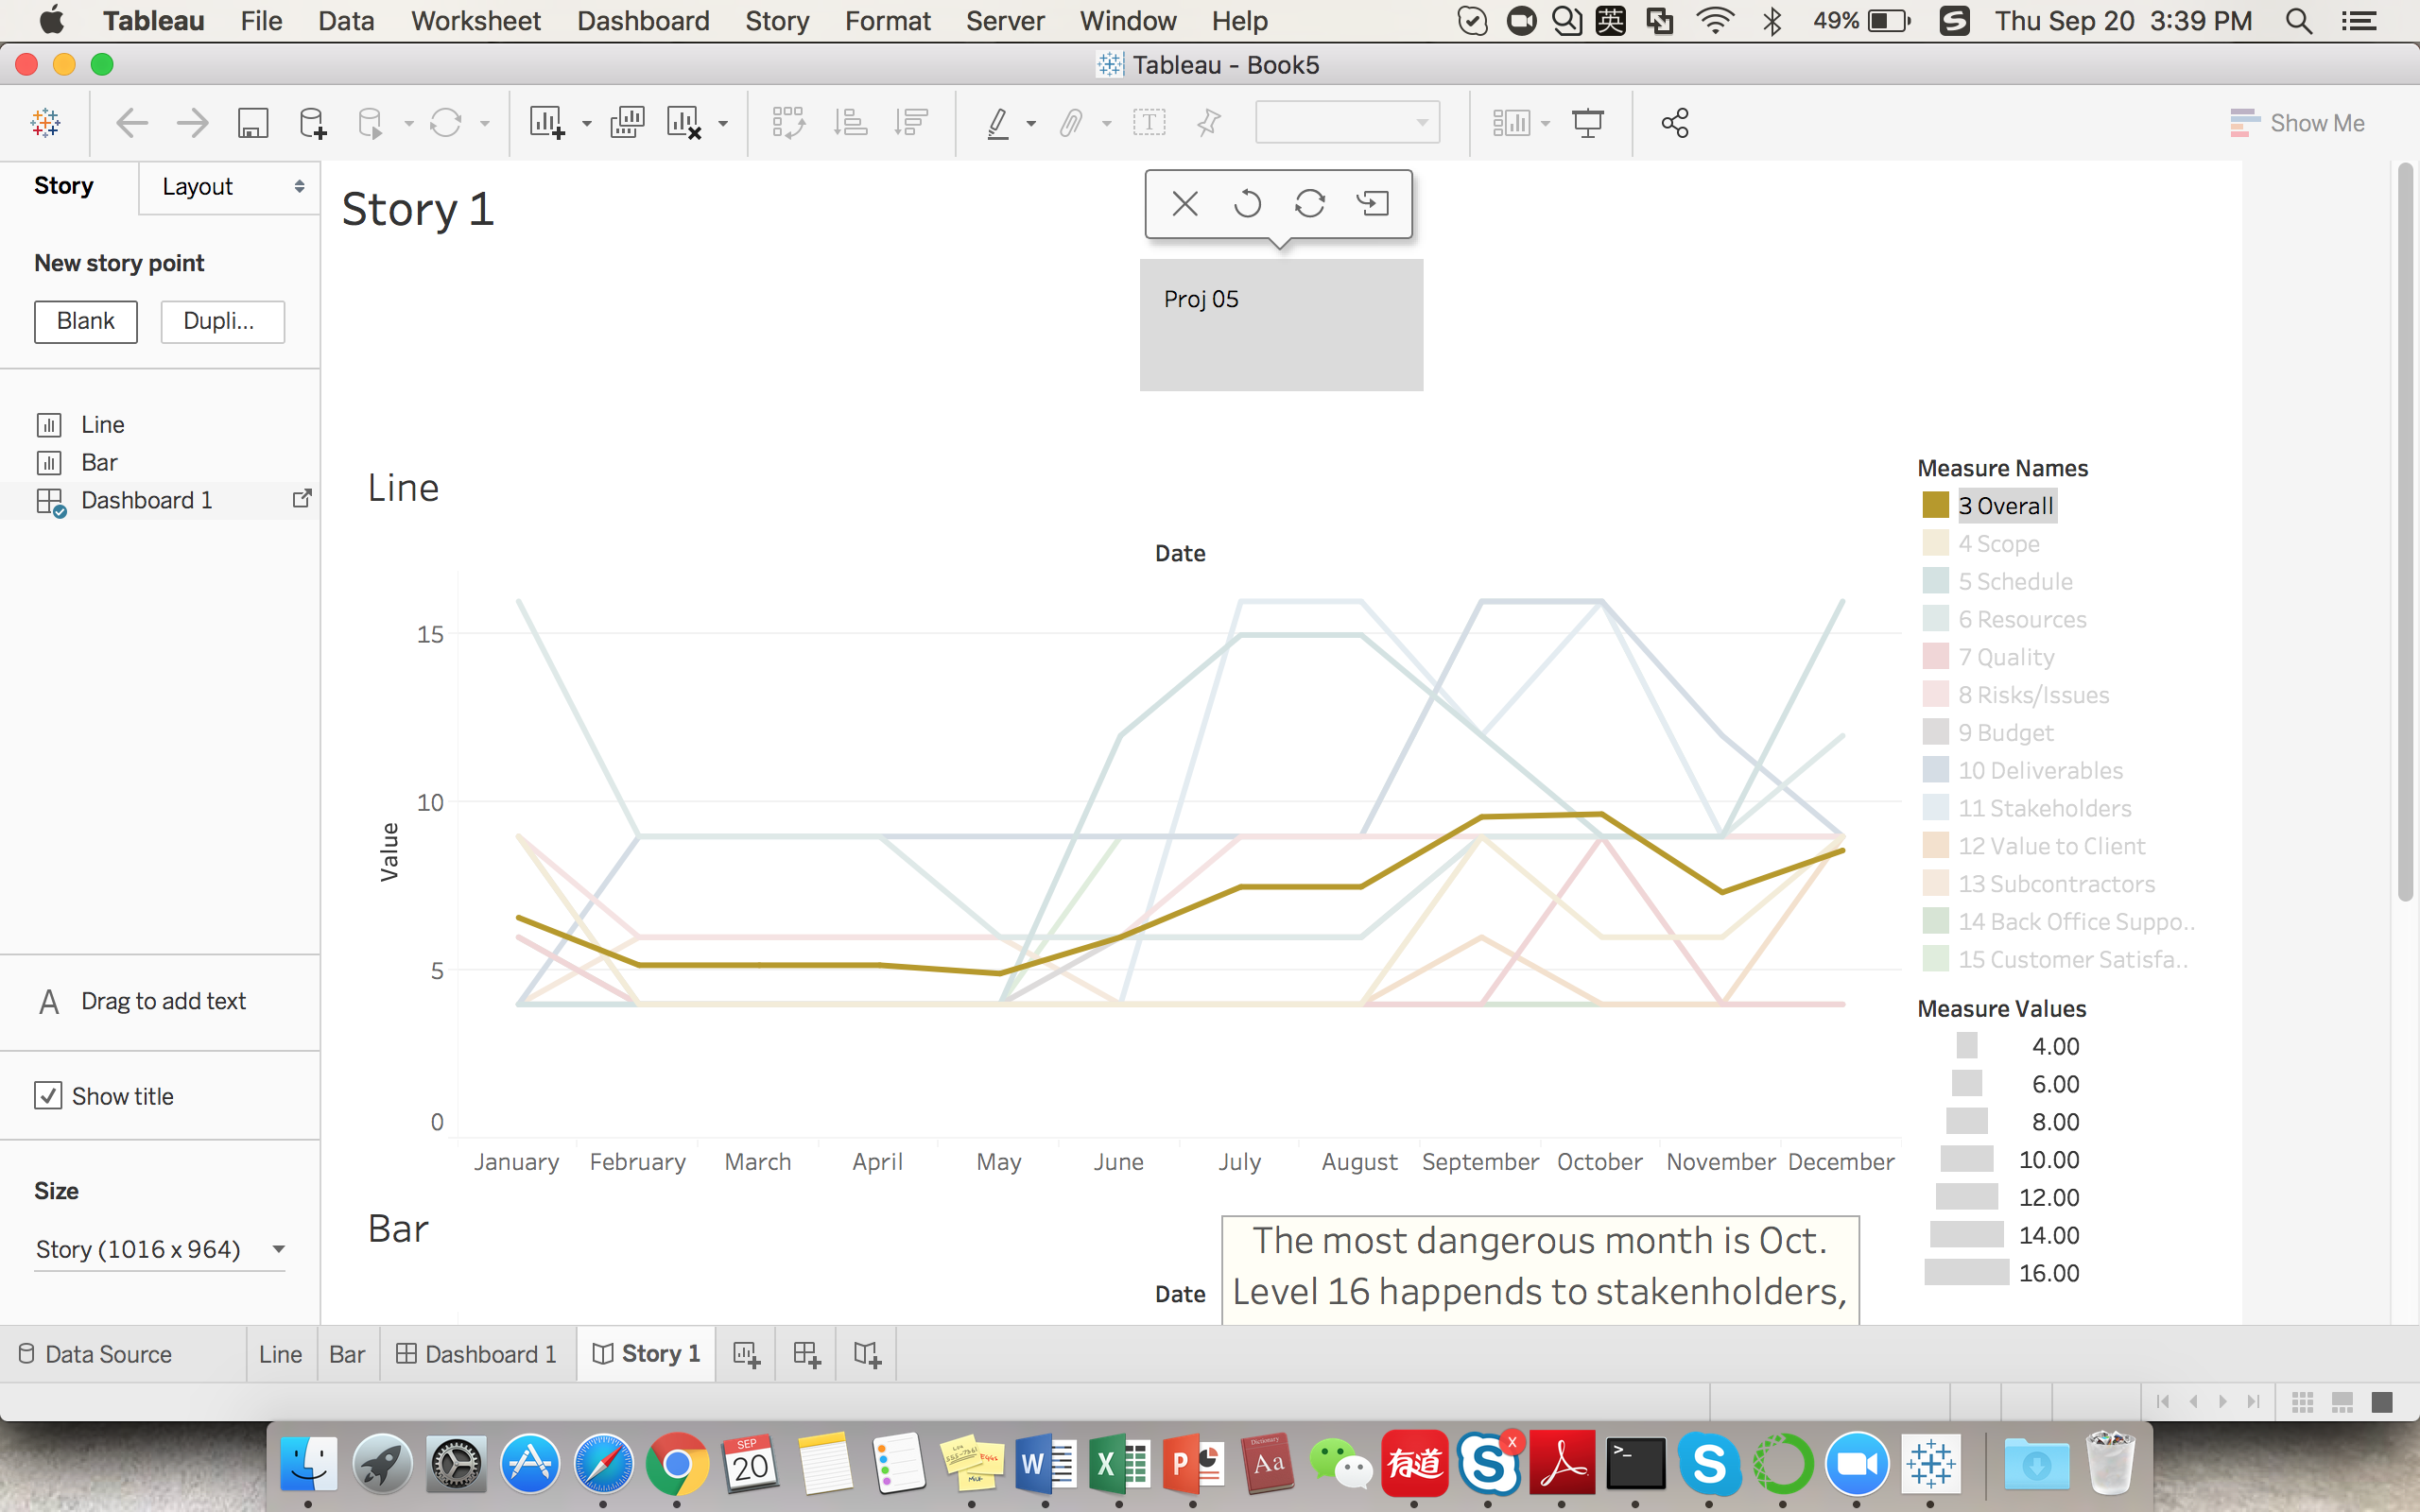 Tableau File Data Worksheet Dashboard Story Format Server Window Help 英 49% Thu Sep 20 3:39 PM
Tableau - Book5
Show Me
Story Layout
Story 1
New story point
Blank Dupli...
Proj 05
Line
Bar
Dashboard 1
Line
Date
15
10
5
0
Value
January February March April May June July August September October November December
Measure Names
3 Overall
4 Scope
5 Schedule
6 Resources
7 Quality
8 Risks/Issues
9 Budget
10 Deliverables
11 Stakeholders
12 Value to Client
13 Subcontractors
14 Back Office Suppo..
15 Customer Satisfa..
Measure Values
4.00
6.00
8.00
10.00
12.00
14.00
16.00
A Drag to add text
Show title
Size
Story (1016 x 964)
Bar
Date
The most dangerous month is Oct.
Level 16 happends to stakenholders,
Data Source Line Bar Dashboard 1 Story 1
SEP
20
W
X
P
Dictionary
Aa
有道
S
x
>_
S